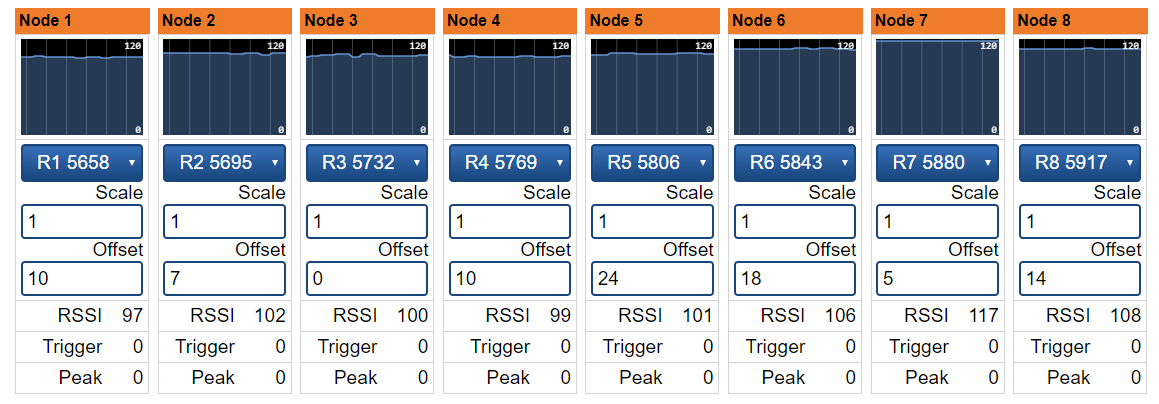 Node 1 Node 2 Node 3 Node 4 Node 5 Node 6 Node 7 Node 8
120 120 120 120 120 120 120 120
0 0 0 0 0 0 0 0
R1 5658 R2 5695 R3 5732 R4 5769 R5 5806 R6 5843 R7 5880 R8 5917
Scale Scale Scale Scale Scale Scale Scale Scale
1 1 1 1 1 1 1 1
Offset Offset Offset Offset Offset Offset Offset Offset
10 7 0 10 24 18 5 14
RSSI 97 RSSI 102 RSSI 100 RSSI 99 RSSI 101 RSSI 106 RSSI 117 RSSI 108
Trigger 0 Trigger 0 Trigger 0 Trigger 0 Trigger 0 Trigger 0 Trigger 0 Trigger 0
Peak 0 Peak 0 Peak 0 Peak 0 Peak 0 Peak 0 Peak 0 Peak 0